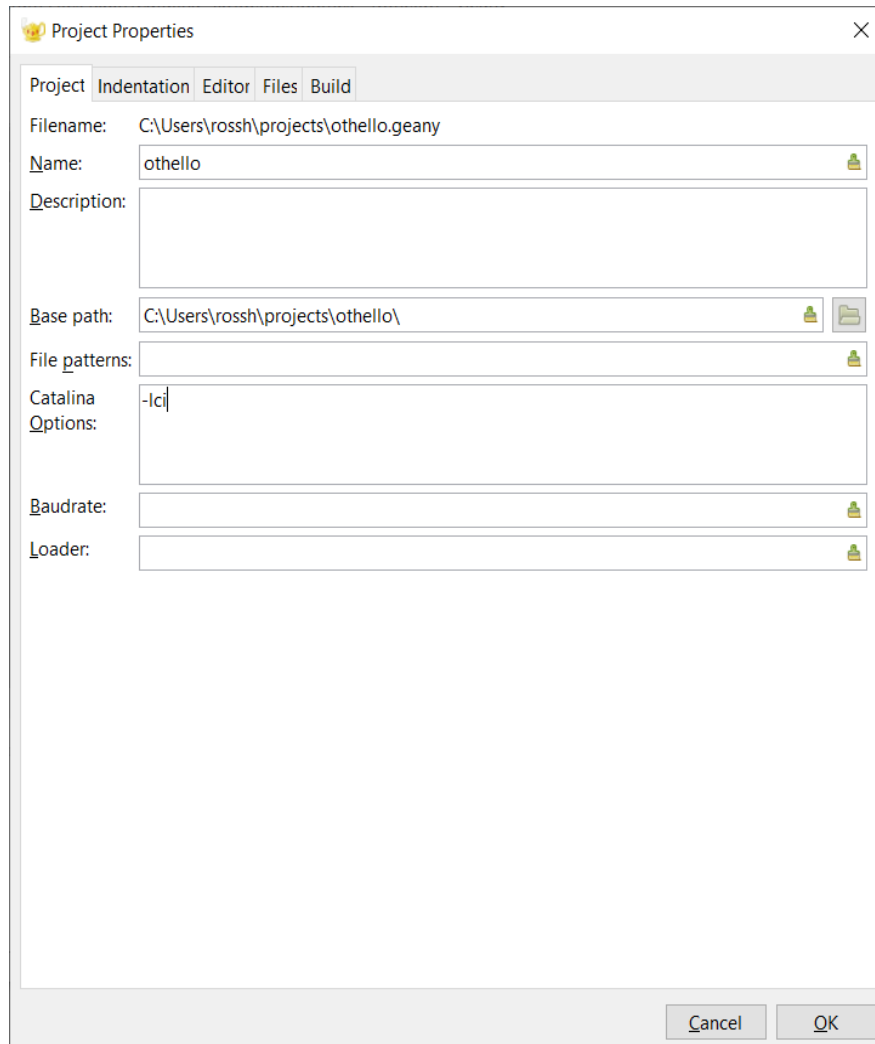 Project Properties
Project Indentation Editor Files Build
Filename: C:\Users\rossh\projects\othello.geany
Name: othello
Description:
Base path: C:\Users\rossh\projects\othello\
File patterns:
Catalina
Options:
-lci
Baudrate:
Loader:
Cancel OK